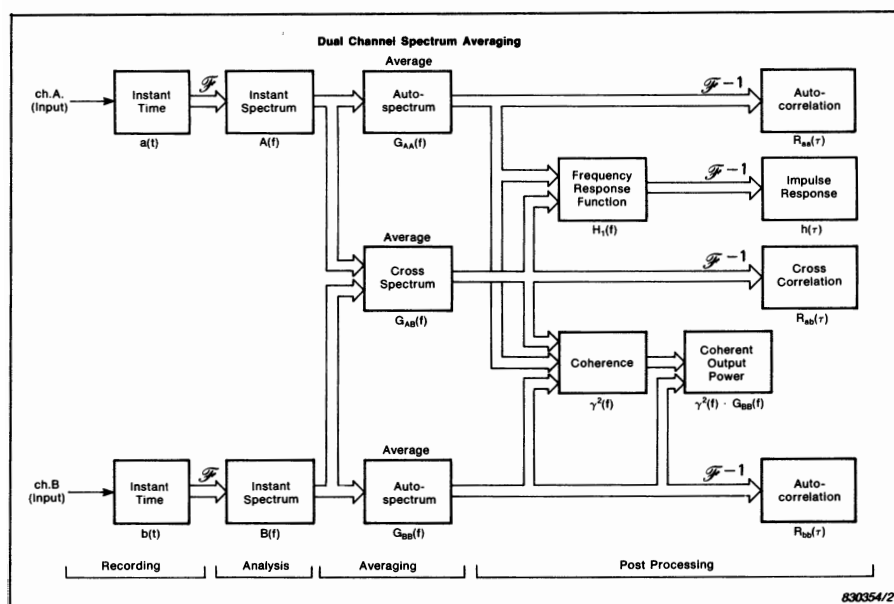 Dual Channel Spectrum Averaging
ch.A.
(Input)
Instant
Time
a(t)
ℱ
Instant
Spectrum
A(f)
Average
Auto-
spectrum
G_AA(f)
ℱ−1
Auto-
correlation
R_aa(τ)
Frequency
Response
Function
H_1(f)
ℱ−1
Impulse
Response
h(τ)
Average
Cross
Spectrum
G_AB(f)
ℱ−1
Cross
Correlation
R_ab(τ)
Coherence
γ²(f)
Coherent
Output
Power
γ²(f) · G_BB(f)
ch.B
(Input)
Instant
Time
b(t)
ℱ
Instant
Spectrum
B(f)
Average
Auto-
spectrum
G_BB(f)
ℱ−1
Auto-
correlation
R_bb(τ)
Recording
Analysis
Averaging
Post Processing
830354/2